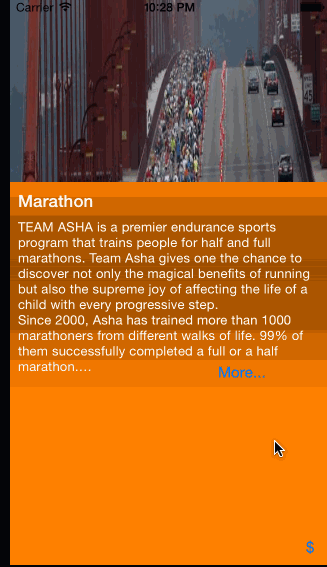 Carrier 10:28 PM
Marathon
TEAM ASHA is a premier endurance sports
program that trains people for half and full
marathons. Team Asha gives one the chance to
discover not only the magical benefits of running
but also the supreme joy of affecting the life of a
child with every progressive step.
Since 2000, Asha has trained more than 1000
marathoners from different walks of life. 99% of
them successfully completed a full or a half
marathon....
More...
$